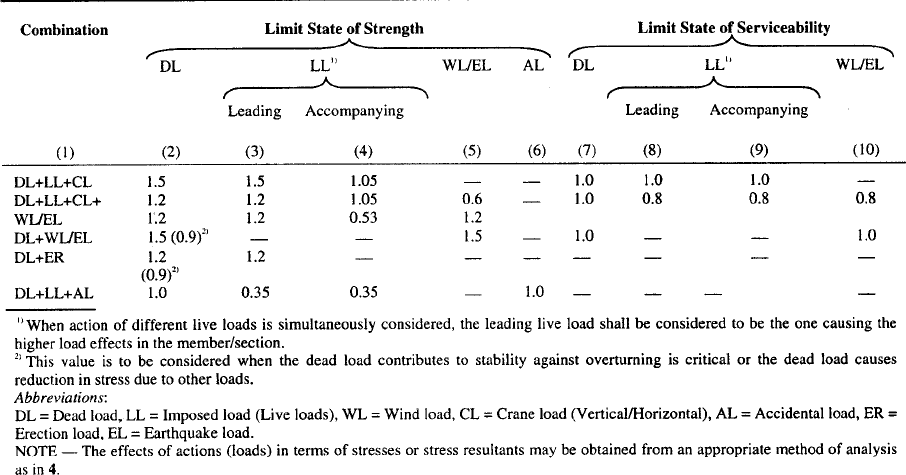 Combination Limit State of Strength Limit State of Serviceability
DL LL¹⁾ WL/EL AL DL LL¹⁾ WL/EL
Leading Accompanying Leading Accompanying
(1) (2) (3) (4) (5) (6) (7) (8) (9) (10)
DL+LL+CL 1.5 1.5 1.05 — — 1.0 1.0 1.0 —
DL+LL+CL+ 1.2 1.2 1.05 0.6 — 1.0 0.8 0.8 0.8
WL/EL 1.2 1.2 0.53 1.2
DL+WL/EL 1.5 (0.9)²⁾ — — 1.5 — 1.0 — — 1.0
DL+ER 1.2 1.2 — — — — — — —
(0.9)²⁾
DL+LL+AL 1.0 0.35 0.35 — 1.0 — — — —
¹⁾ When action of different live loads is simultaneously considered, the leading live load shall be considered to be the one causing the
higher load effects in the member/section.
²⁾ This value is to be considered when the dead load contributes to stability against overturning is critical or the dead load causes
reduction in stress due to other loads.
Abbreviations:
DL = Dead load, LL = Imposed load (Live loads), WL = Wind load, CL = Crane load (Vertical/Horizontal), AL = Accidental load, ER =
Erection load, EL = Earthquake load.
NOTE — The effects of actions (loads) in terms of stresses or stress resultants may be obtained from an appropriate method of analysis
as in 4.